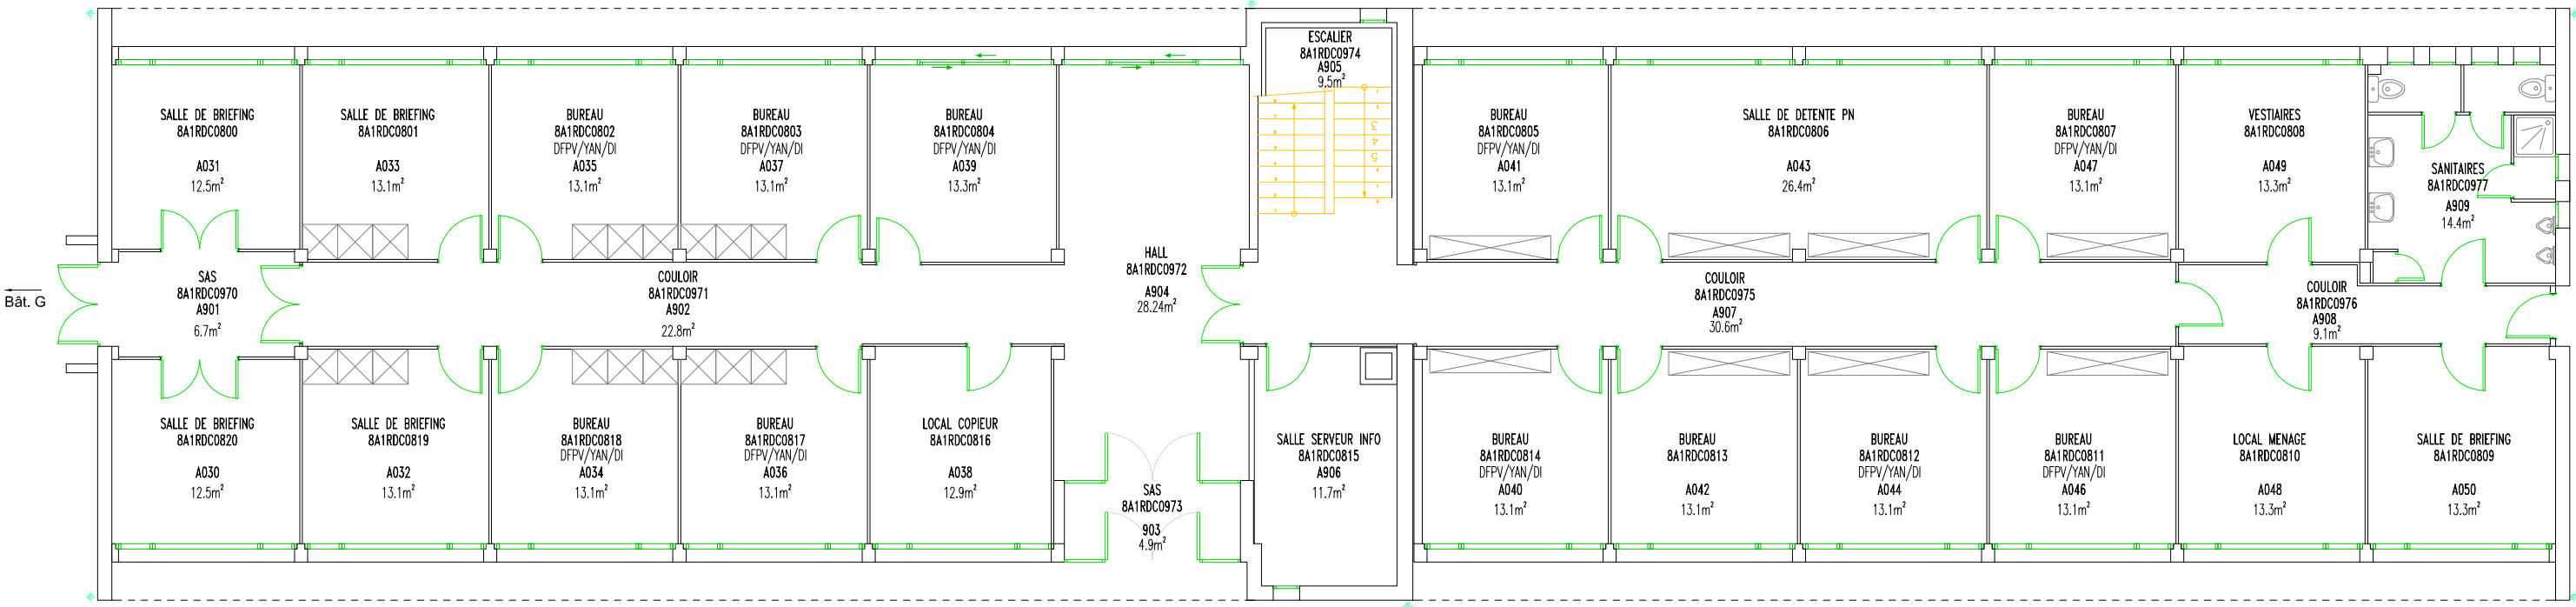 SALLE DE BRIEFING
8A1RDC0800
A031
12.5m²
SALLE DE BRIEFING
8A1RDC0801
A033
13.1m²
BUREAU
8A1RDC0802
DFPV/YAN/DI
A035
13.1m²
BUREAU
8A1RDC0803
DFPV/YAN/DI
A037
13.1m²
BUREAU
8A1RDC0804
DFPV/YAN/DI
A039
13.3m²
ESCALIER
8A1RDC0974
A905
9.5m²
3 4 5
BUREAU
8A1RDC0805
DFPV/YAN/DI
A041
13.1m²
SALLE DE DETENTE PN
8A1RDC0806
A043
26.4m²
BUREAU
8A1RDC0807
DFPV/YAN/DI
A047
13.1m²
VESTIAIRES
8A1RDC0808
A049
13.3m²
SANITAIRES
8A1RDC0977
A909
14.4m²
Bât. G
SAS
8A1RDC0970
A901
6.7m²
COULOIR
8A1RDC0971
A902
22.8m²
HALL
8A1RDC0972
A904
28.24m²
COULOIR
8A1RDC0975
A907
30.6m²
COULOIR
8A1RDC0976
A908
9.1m²
SALLE DE BRIEFING
8A1RDC0820
A030
12.5m²
SALLE DE BRIEFING
8A1RDC0819
A032
13.1m²
BUREAU
8A1RDC0818
DFPV/YAN/DI
A034
13.1m²
BUREAU
8A1RDC0817
DFPV/YAN/DI
A036
13.1m²
LOCAL COPIEUR
8A1RDC0816
A038
12.9m²
SAS
8A1RDC0973
903
4.9m²
SALLE SERVEUR INFO
8A1RDC0815
A906
11.7m²
BUREAU
8A1RDC0814
DFPV/YAN/DI
A040
13.1m²
BUREAU
8A1RDC0813
A042
13.1m²
BUREAU
8A1RDC0812
DFPV/YAN/DI
A044
13.1m²
BUREAU
8A1RDC0811
DFPV/YAN/DI
A046
13.1m²
LOCAL MENAGE
8A1RDC0810
A048
13.3m²
SALLE DE BRIEFING
8A1RDC0809
A050
13.3m²